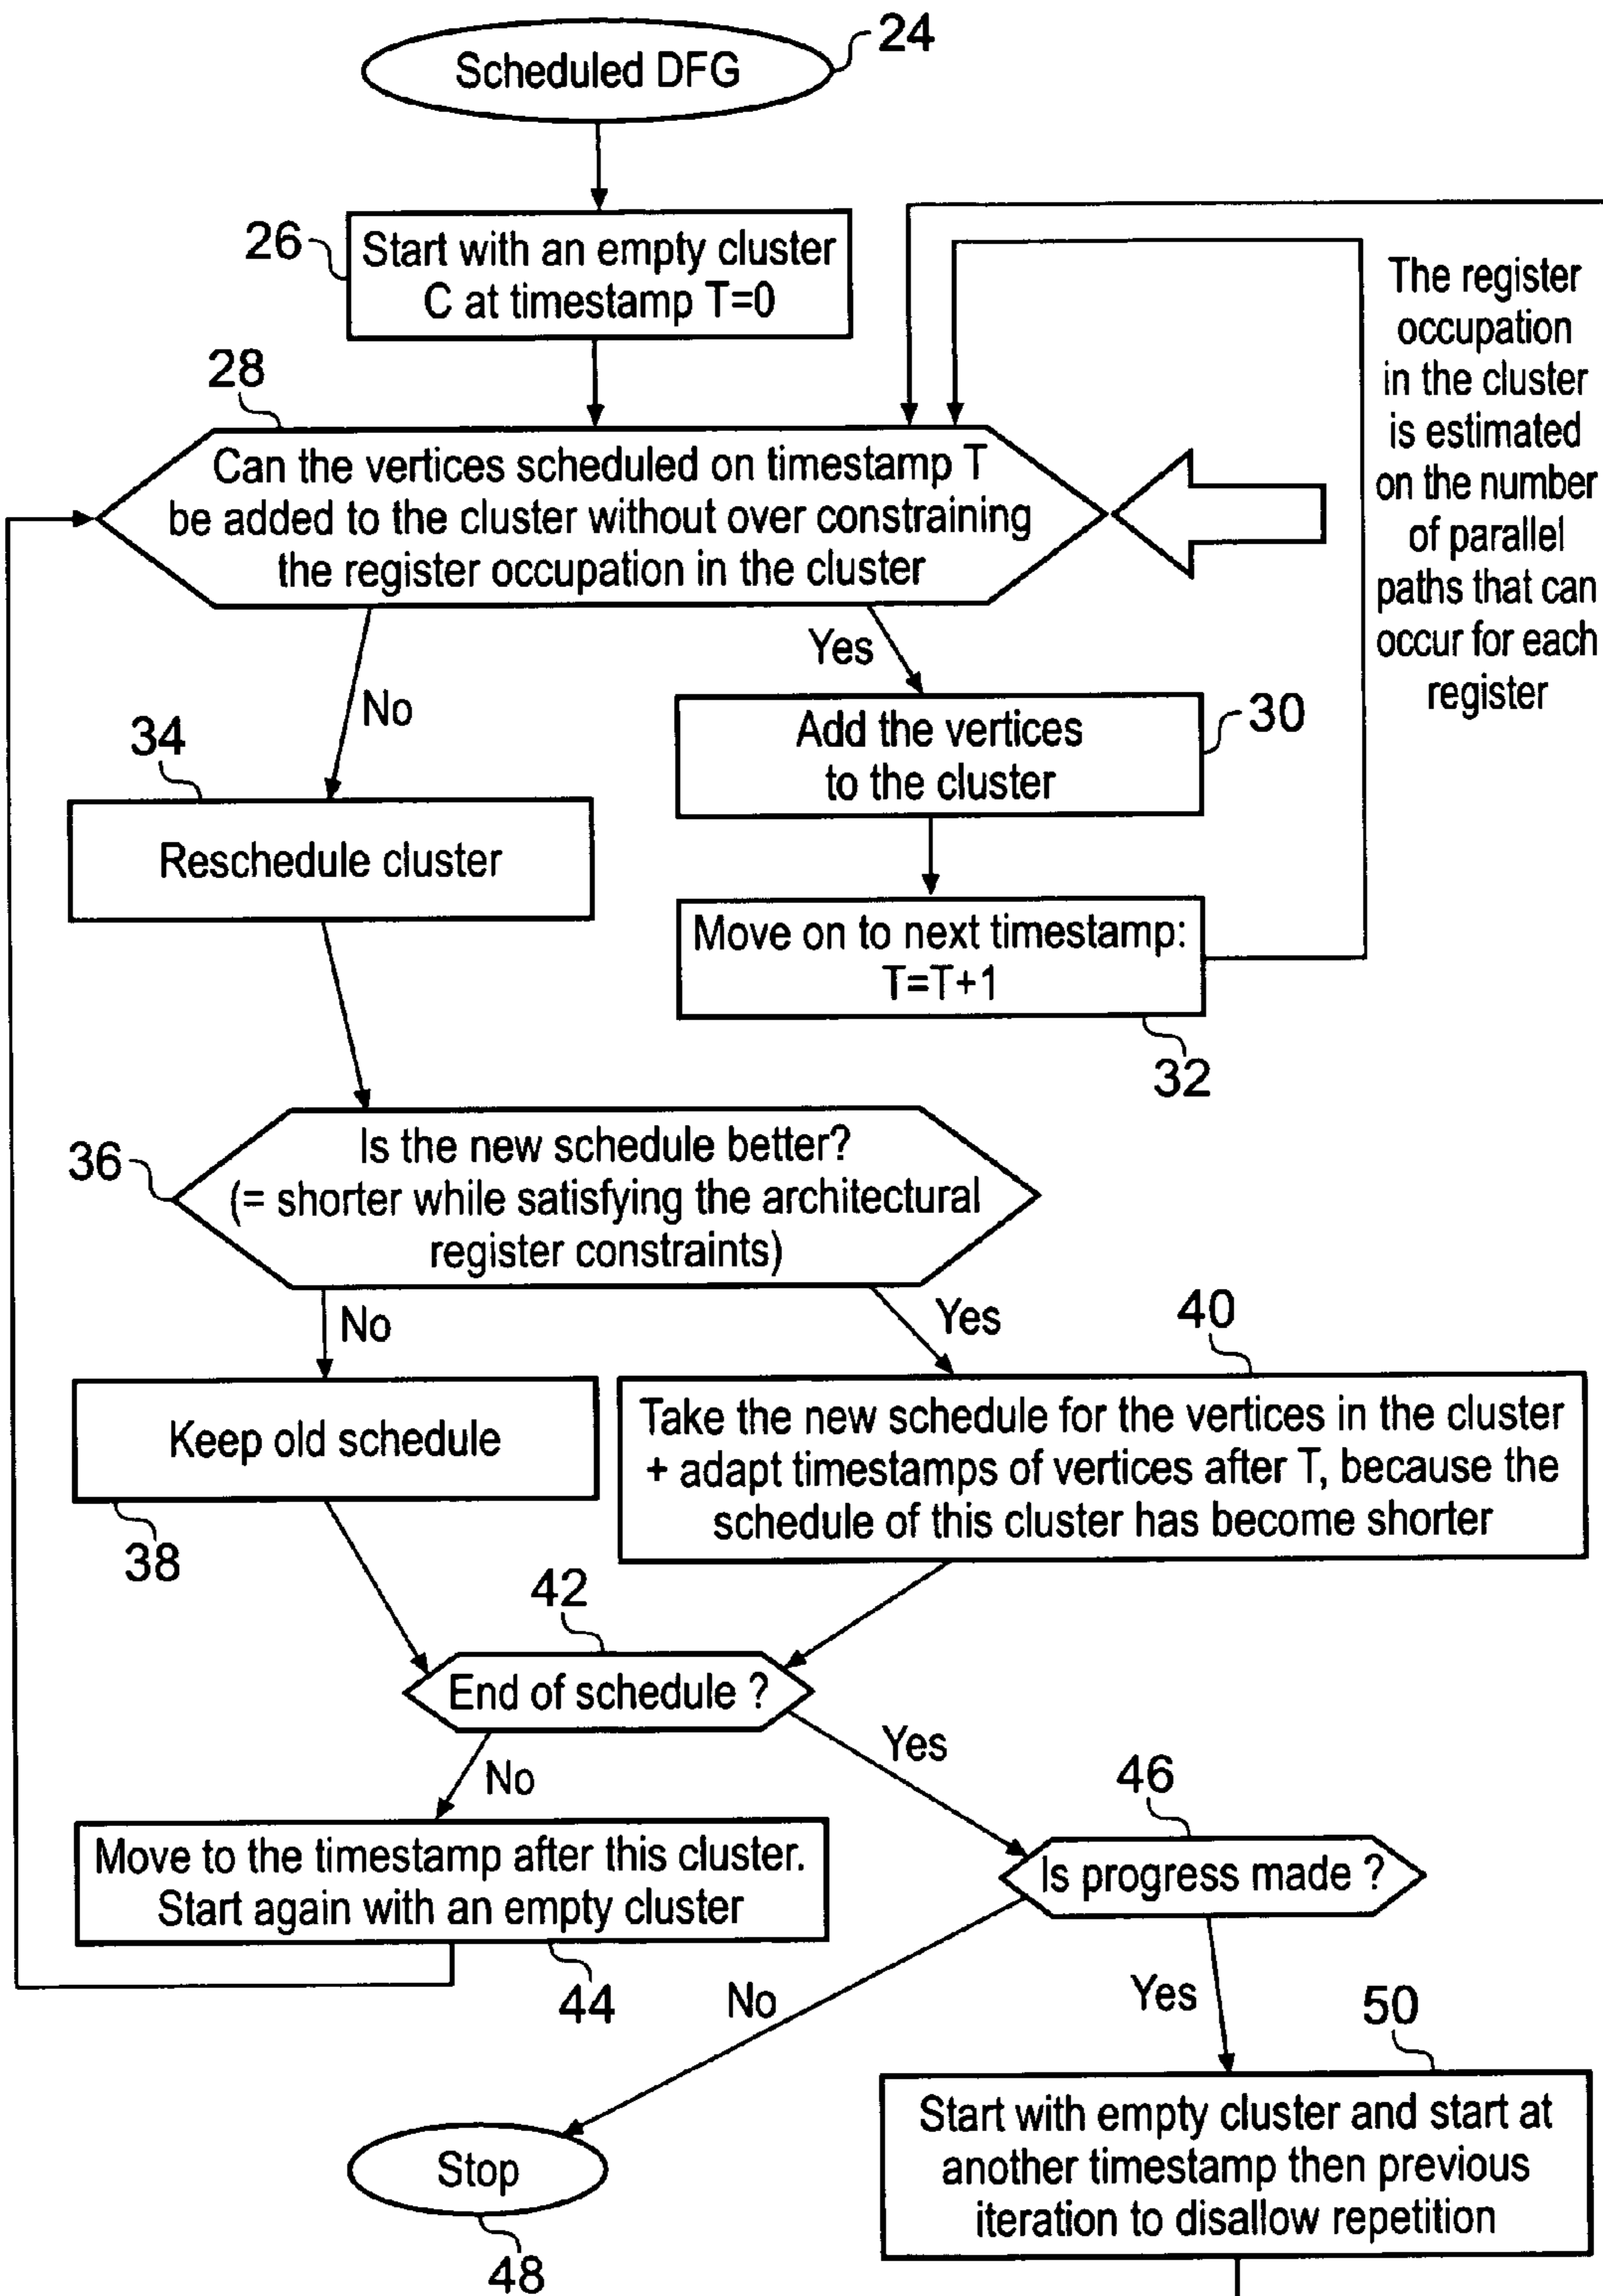 Scheduled DFG
24
26
Start with an empty cluster
C at timestamp T=0
The register
occupation
in the cluster
is estimated
on the number
of parallel
paths that can
occur for each
register
28
Can the vertices scheduled on timestamp T
be added to the cluster without over constraining
the register occupation in the cluster
Yes
No
30
Add the vertices
to the cluster
34
Reschedule cluster
Move on to next timestamp:
T=T+1
32
36
Is the new schedule better?
(= shorter while satisfying the architectural
register constraints)
No
Yes
40
Keep old schedule
38
Take the new schedule for the vertices in the cluster
+ adapt timestamps of vertices after T, because the
schedule of this cluster has become shorter
42
End of schedule ?
No
Yes
46
Move to the timestamp after this cluster.
Start again with an empty cluster
44
Is progress made ?
No
Yes
50
Stop
48
Start with empty cluster and start at
another timestamp then previous
iteration to disallow repetition